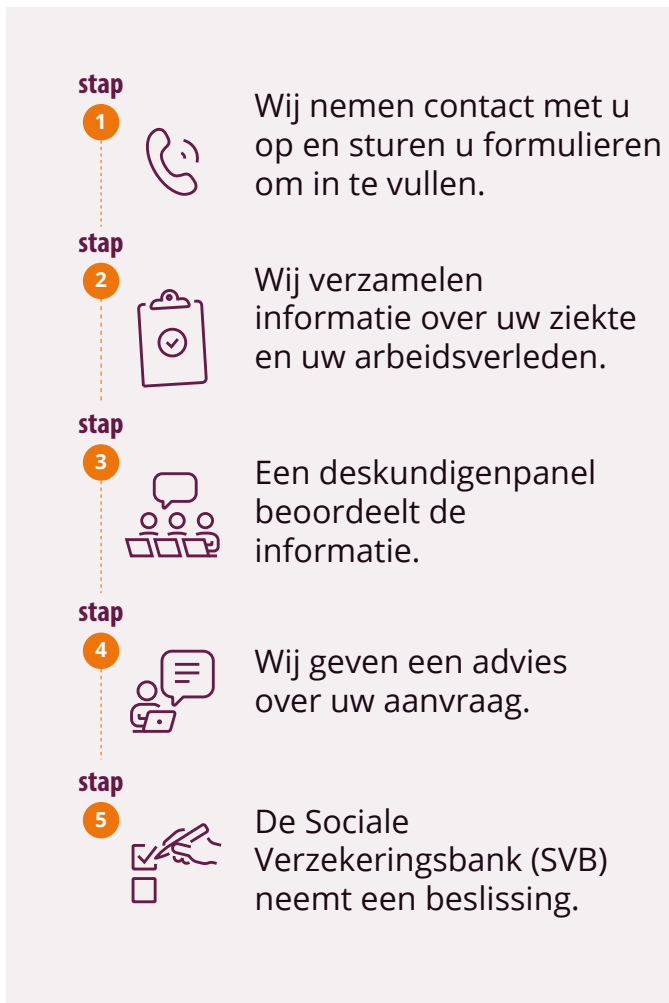 stap
1
Wij nemen contact met u
op en sturen u formulieren
om in te vullen.
stap
2
Wij verzamelen
informatie over uw ziekte
en uw arbeidsverleden.
stap
3
Een deskundigenpanel
beoordeelt de
informatie.
stap
4
Wij geven een advies
over uw aanvraag.
stap
5
De Sociale
Verzekeringsbank (SVB)
neemt een beslissing.